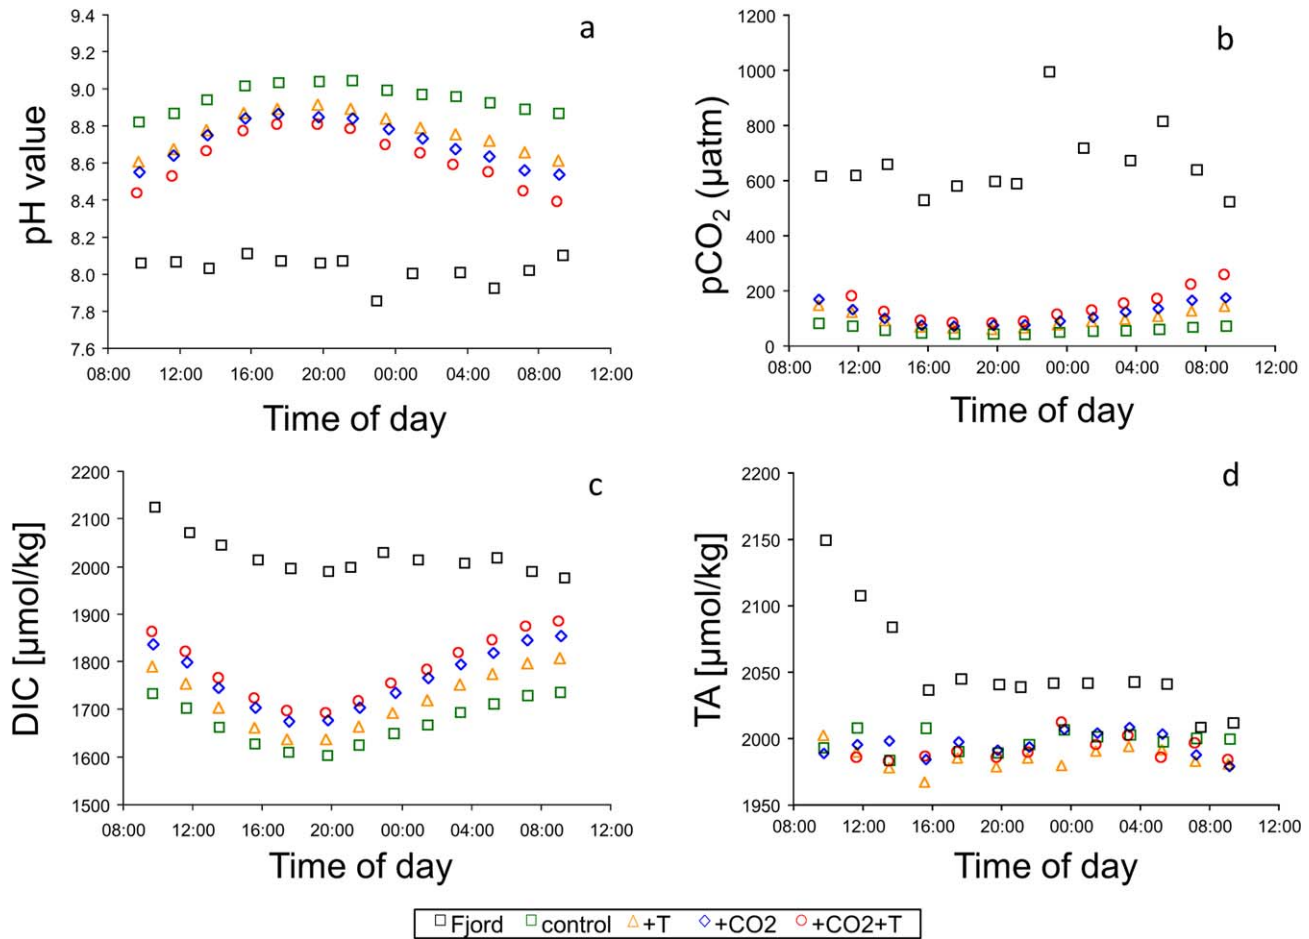 a
pH value
9.4
9.2
9.0
8.8
8.6
8.4
8.2
8.0
7.8
7.6
08:00 12:00 16:00 20:00 00:00 04:00 08:00 12:00
Time of day
b
pCO₂ (µatm)
1200
1000
800
600
400
200
0
08:00 12:00 16:00 20:00 00:00 04:00 08:00 12:00
Time of day
c
DIC [µmol/kg]
2200
2100
2000
1900
1800
1700
1600
1500
08:00 12:00 16:00 20:00 00:00 04:00 08:00 12:00
Time of day
d
TA [µmol/kg]
2200
2150
2100
2050
2000
1950
08:00 12:00 16:00 20:00 00:00 04:00 08:00 12:00
Time of day
Fjord control +T +CO2 +CO2+T